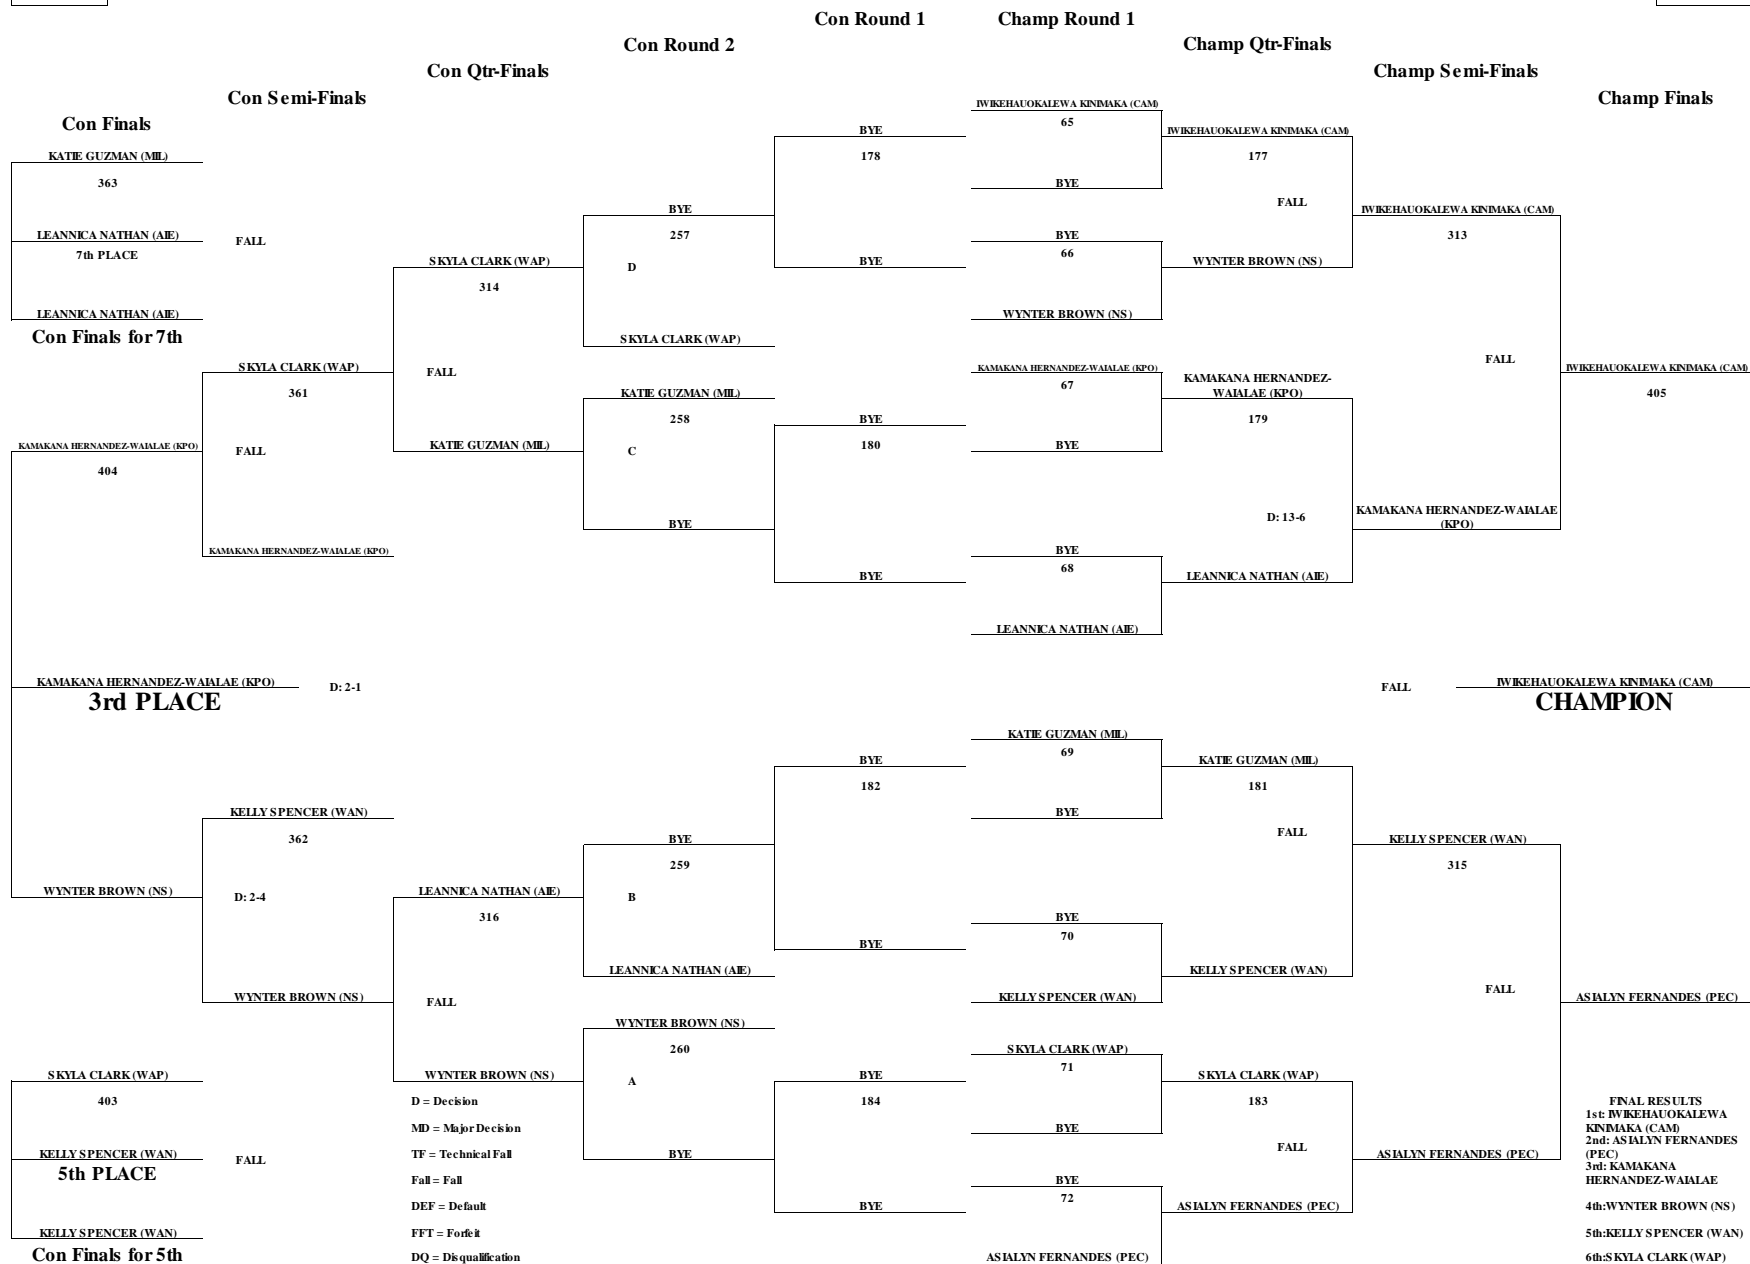 Con Round 1
Champ Round 1
Con Round 2
Champ Qtr-Finals
Con Qtr-Finals
Champ Semi-Finals
Con Semi-Finals
Champ Finals
Con Finals
KATIE GUZMAN (MIL)
363
LEANNICA NATHAN (AIE)
7th PLACE
FALL
LEANNICA NATHAN (AIE)
Con Finals for 7th
KAMAKANA HERNANDEZ-WAIALAE (KPO)
404
KAMAKANA HERNANDEZ-WAIALAE (KPO)
3rd PLACE
D: 2-1
WYNTER BROWN (NS)
SKYLA CLARK (WAP)
403
KELLY SPENCER (WAN)
5th PLACE
FALL
KELLY SPENCER (WAN)
Con Finals for 5th
SKYLA CLARK (WAP)
361
FALL
KAMAKANA HERNANDEZ-WAIALAE (KPO)
KELLY SPENCER (WAN)
362
D: 2-4
WYNTER BROWN (NS)
SKYLA CLARK (WAP)
314
FALL
KATIE GUZMAN (MIL)
LEANNICA NATHAN (AIE)
316
FALL
WYNTER BROWN (NS)
D = Decision
MD = Major Decision
TF = Technical Fall
Fall = Fall
DEF = Default
FFT = Forfeit
DQ = Disqualification
BYE
257
D
SKYLA CLARK (WAP)
KATIE GUZMAN (MIL)
258
C
BYE
BYE
259
B
LEANNICA NATHAN (AIE)
WYNTER BROWN (NS)
260
A
BYE
BYE
178
BYE
BYE
180
BYE
BYE
182
BYE
BYE
184
BYE
IWIKEHAUOKALEWA KINIMAKA (CAM)
65
BYE
BYE
66
WYNTER BROWN (NS)
KAMAKANA HERNANDEZ-WAIALAE (KPO)
67
BYE
BYE
68
LEANNICA NATHAN (AIE)
KATIE GUZMAN (MIL)
69
BYE
BYE
70
KELLY SPENCER (WAN)
SKYLA CLARK (WAP)
71
BYE
BYE
72
ASIALYN FERNANDES (PEC)
IWIKEHAUOKALEWA KINIMAKA (CAM)
177
FALL
WYNTER BROWN (NS)
KAMAKANA HERNANDEZ-
WAIALAE (KPO)
179
D: 13-6
LEANNICA NATHAN (AIE)
KATIE GUZMAN (MIL)
181
FALL
KELLY SPENCER (WAN)
SKYLA CLARK (WAP)
183
FALL
ASIALYN FERNANDES (PEC)
IWIKEHAUOKALEWA KINIMAKA (CAM)
313
FALL
KAMAKANA HERNANDEZ-WAIALAE
(KPO)
KELLY SPENCER (WAN)
315
FALL
ASIALYN FERNANDES (PEC)
IWIKEHAUOKALEWA KINIMAKA (CAM)
405
FALL
IWIKEHAUOKALEWA KINIMAKA (CAM)
CHAMPION
ASIALYN FERNANDES (PEC)
FINAL RESULTS
1st: IWIKEHAUOKALEWA
KINIMAKA (CAM)
2nd: ASIALYN FERNANDES
(PEC)
3rd: KAMAKANA
HERNANDEZ-WAIALAE
4th:WYNTER BROWN (NS)
5th:KELLY SPENCER (WAN)
6th:SKYLA CLARK (WAP)